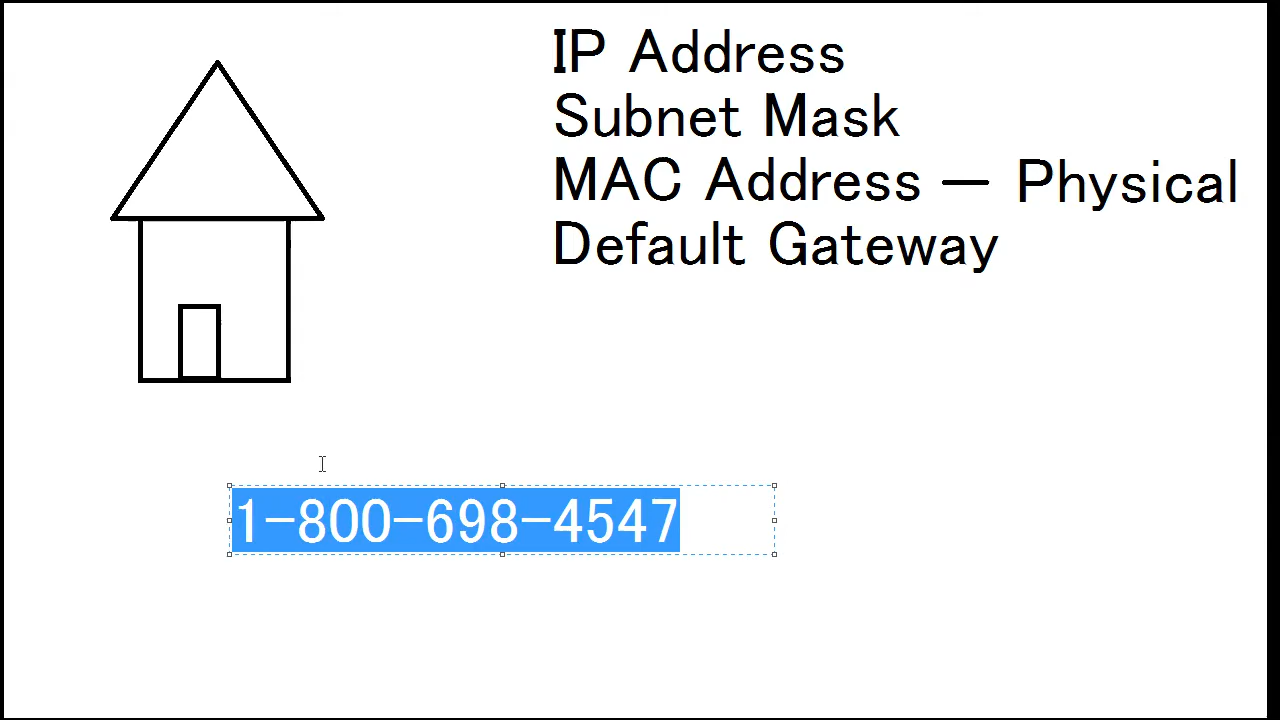 IP Address
Subnet Mask
MAC Address — Physical
Default Gateway
1-800-698-4547